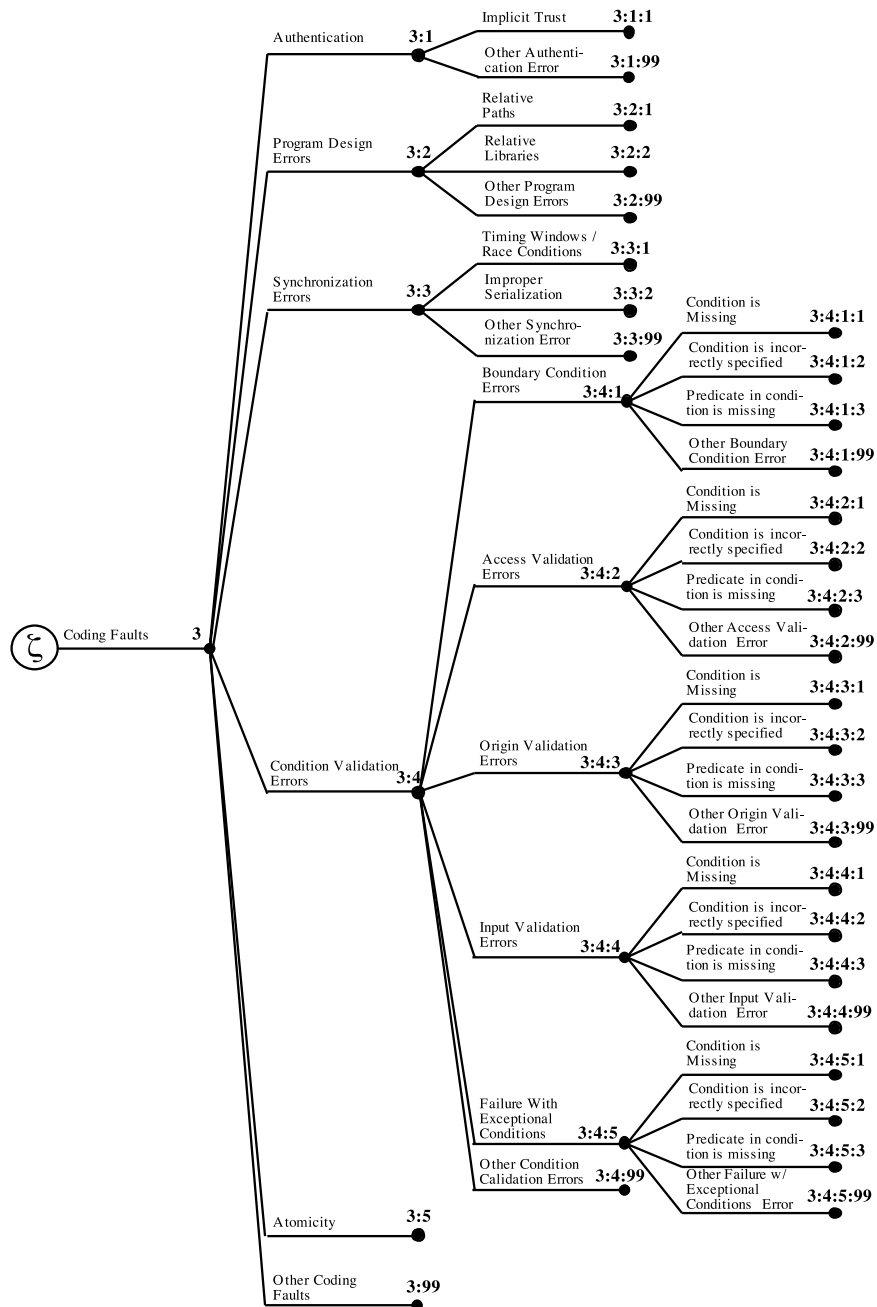 Implicit Trust
3:1:1
Authentication
3:1
Other Authenti-
cation Error
3:1:99
Relative
Paths
3:2:1
Program Design
Errors
3:2
Relative
Libraries
3:2:2
Other Program
Design Errors
3:2:99
Timing Windows /
Race Conditions
3:3:1
Synchronization
Errors
3:3
Improper
Serialization
3:3:2
Other Synchro-
nization Error
3:3:99
Condition is
Missing
3:4:1:1
Condition is incor-
rectly specified
3:4:1:2
Boundary Condition
Errors
3:4:1
Predicate in condi-
tion is missing
3:4:1:3
Other Boundary
Condition Error
3:4:1:99
Condition is
Missing
3:4:2:1
Condition is incor-
rectly specified
3:4:2:2
Access Validation
Errors
3:4:2
Predicate in condi-
tion is missing
3:4:2:3
Other Access Vali-
dation Error
3:4:2:99
ζ
Coding Faults
3
Condition is
Missing
3:4:3:1
Condition is incor-
rectly specified
3:4:3:2
Condition Validation
Errors
3:4
Origin Validation
Errors
3:4:3
Predicate in condi-
tion is missing
3:4:3:3
Other Origin Vali-
dation Error
3:4:3:99
Condition is
Missing
3:4:4:1
Condition is incor-
rectly specified
3:4:4:2
Input Validation
Errors
3:4:4
Predicate in condi-
tion is missing
3:4:4:3
Other Input Vali-
dation Error
3:4:4:99
Condition is
Missing
3:4:5:1
Condition is incor-
rectly specified
3:4:5:2
Failure With
Exceptional
Conditions
3:4:5
Predicate in condi-
tion is missing
3:4:5:3
Other Failure w/
Exceptional
Conditions Error
3:4:5:99
Other Condition
Calidation Errors
3:4:99
Atomicity
3:5
Other Coding
Faults
3:99